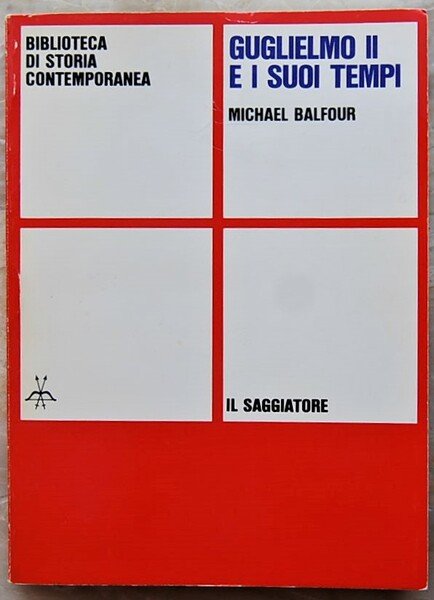 BIBLIOTECA
DI STORIA
CONTEMPORANEA
GUGLIELMO II
E I SUOI TEMPI
MICHAEL BALFOUR
IL SAGGIATORE